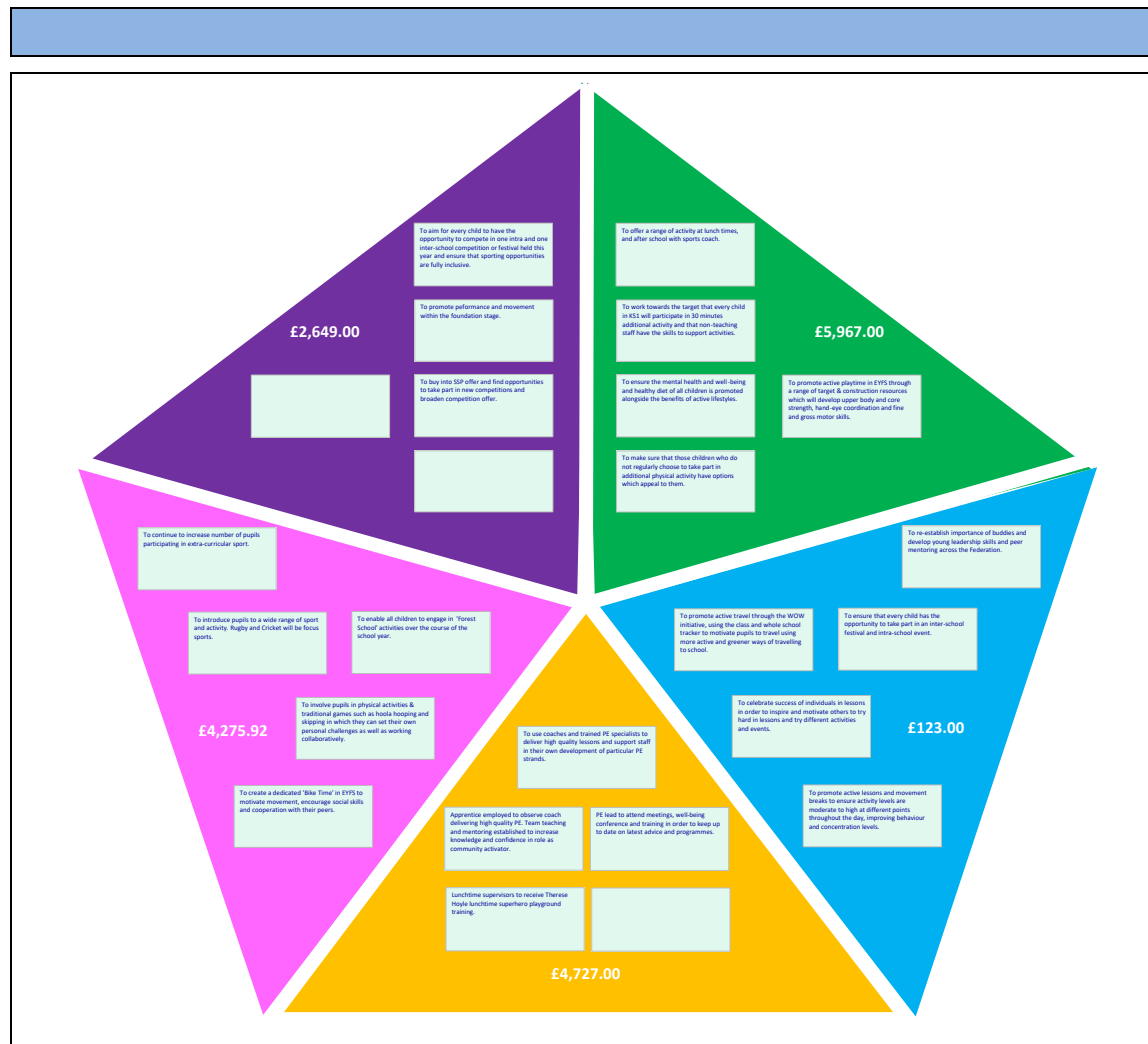 To aim for every child to have the
opportunity to compete in one intra and one
inter-school competition or festival held this
year and ensure that sporting opportunities
are fully inclusive.
To promote peformance and movement
within the foundation stage.
£2,649.00
To buy into SSP offer and find opportunities
to take part in new competitions and
broaden competition offer.
To offer a range of activity at lunch times,
and after school with sports coach.
To work towards the target that every child
in KS1 will participate in 30 minutes
additional activity and that non-teaching
staff have the skills to support activities.
£5,967.00
To ensure the mental health and well-being
and healthy diet of all children is promoted
alongside the benefits of active lifestyles.
To promote active playtime in EYFS through
a range of target & construction resources
which will develop upper body and core
strength, hand-eye coordination and fine
and gross motor skills.
To make sure that those children who do
not regularly choose to take part in
additional physical activity have options
which appeal to them.
To continue to increase number of pupils
participating in extra-curricular sport.
To introduce pupils to a wide range of sport
and activity. Rugby and Cricket will be focus
sports.
To enable all children to engage in 'Forest
School' activities over the course of the
school year.
To involve pupils in physical activities &
traditional games such as hoola hooping and
skipping in which they can set their own
personal challenges as well as working
collaboratively.
£4,275.92
To create a dedicated 'Bike Time' in EYFS to
motivate movement, encourage social skills
and cooperation with their peers.
To re-establish importance of buddies and
develop young leadership skills and peer
mentoring across the Federation.
To promote active travel through the WOW
initiative, using the class and whole school
tracker to motivate pupils to travel using
more active and greener ways of travelling
to school.
To ensure that every child has the
opportunity to take part in an inter-school
festival and intra-school event.
To celebrate success of individuals in lessons
in order to inspire and motivate others to try
hard in lessons and try different activities
and events.
£123.00
To promote active lessons and movement
breaks to ensure activity levels are
moderate to high at different points
throughout the day, improving behaviour
and concentration levels.
To use coaches and trained PE specialists to
deliver high quality lessons and support staff
in their own development of particular PE
strands.
Apprentice employed to observe coach
delivering high quality PE. Team teaching
and mentoring established to increase
knowledge and confidence in role as
community activator.
PE lead to attend meetings, well-being
conference and training in order to keep up
to date on latest advice and programmes.
Lunchtime supervisors to receive Therese
Hoyle lunchtime superhero playground
training.
£4,727.00